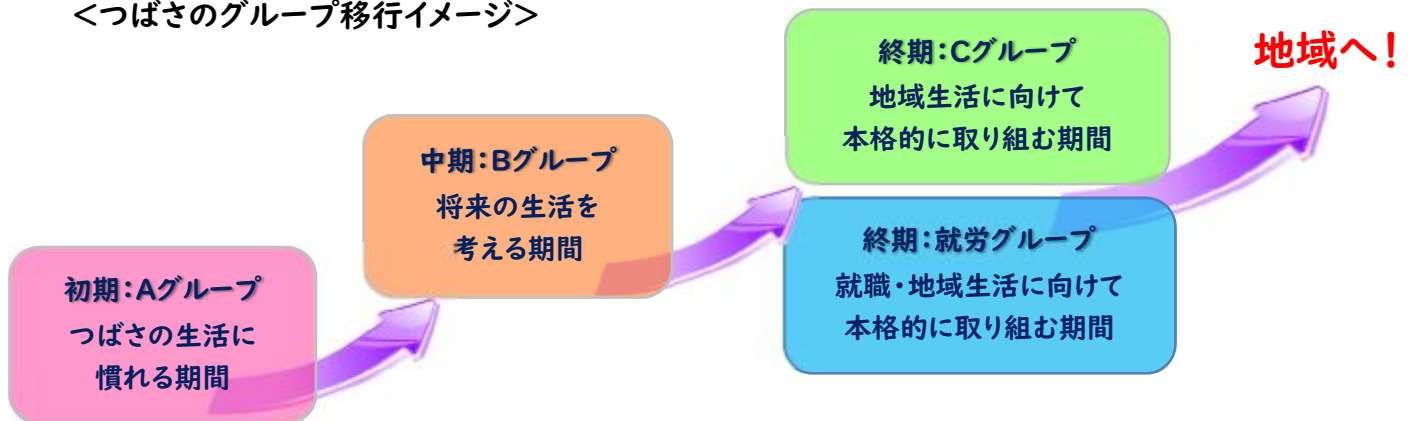 ＜つばさのグループ移行イメージ＞
初期：Aグループ
つばさの生活に
慣れる期間
中期：Bグループ
将来の生活を
考える期間
終期：Cグループ
地域生活に向けて
本格的に取り組む期間
終期：就労グループ
就職・地域生活に向けて
本格的に取り組む期間
地域へ！